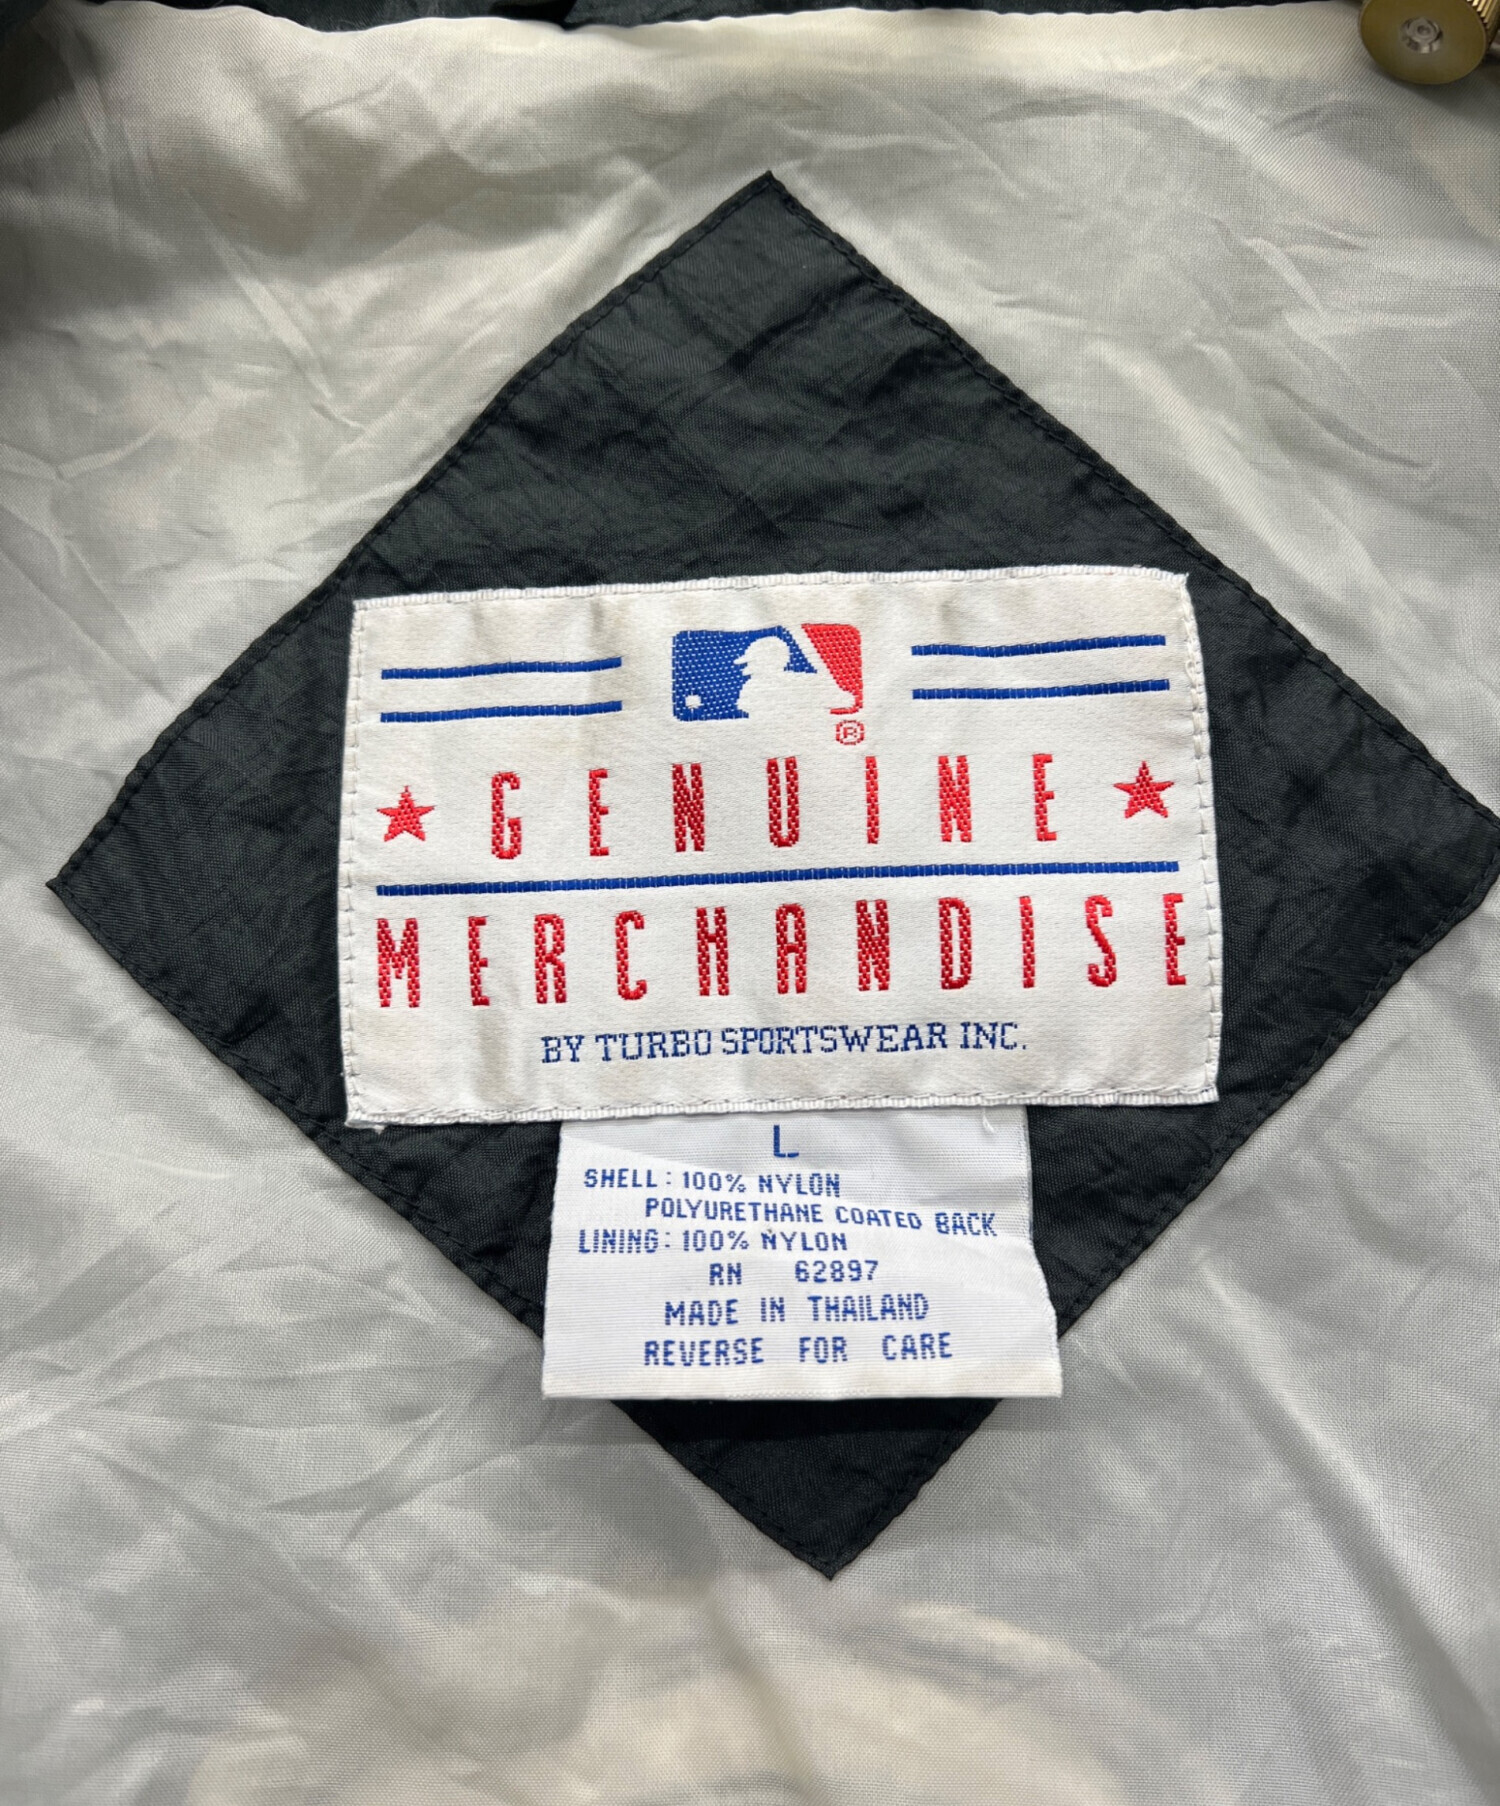 ®
GENUINE
MERCHANDISE
BY TURBO SPORTSWEAR INC.
L
SHELL: 100% NYLON
POLYURETHANE COATED BACK
LINING: 100% NYLON
RN 62897
MADE IN THAILAND
REVERSE FOR CARE